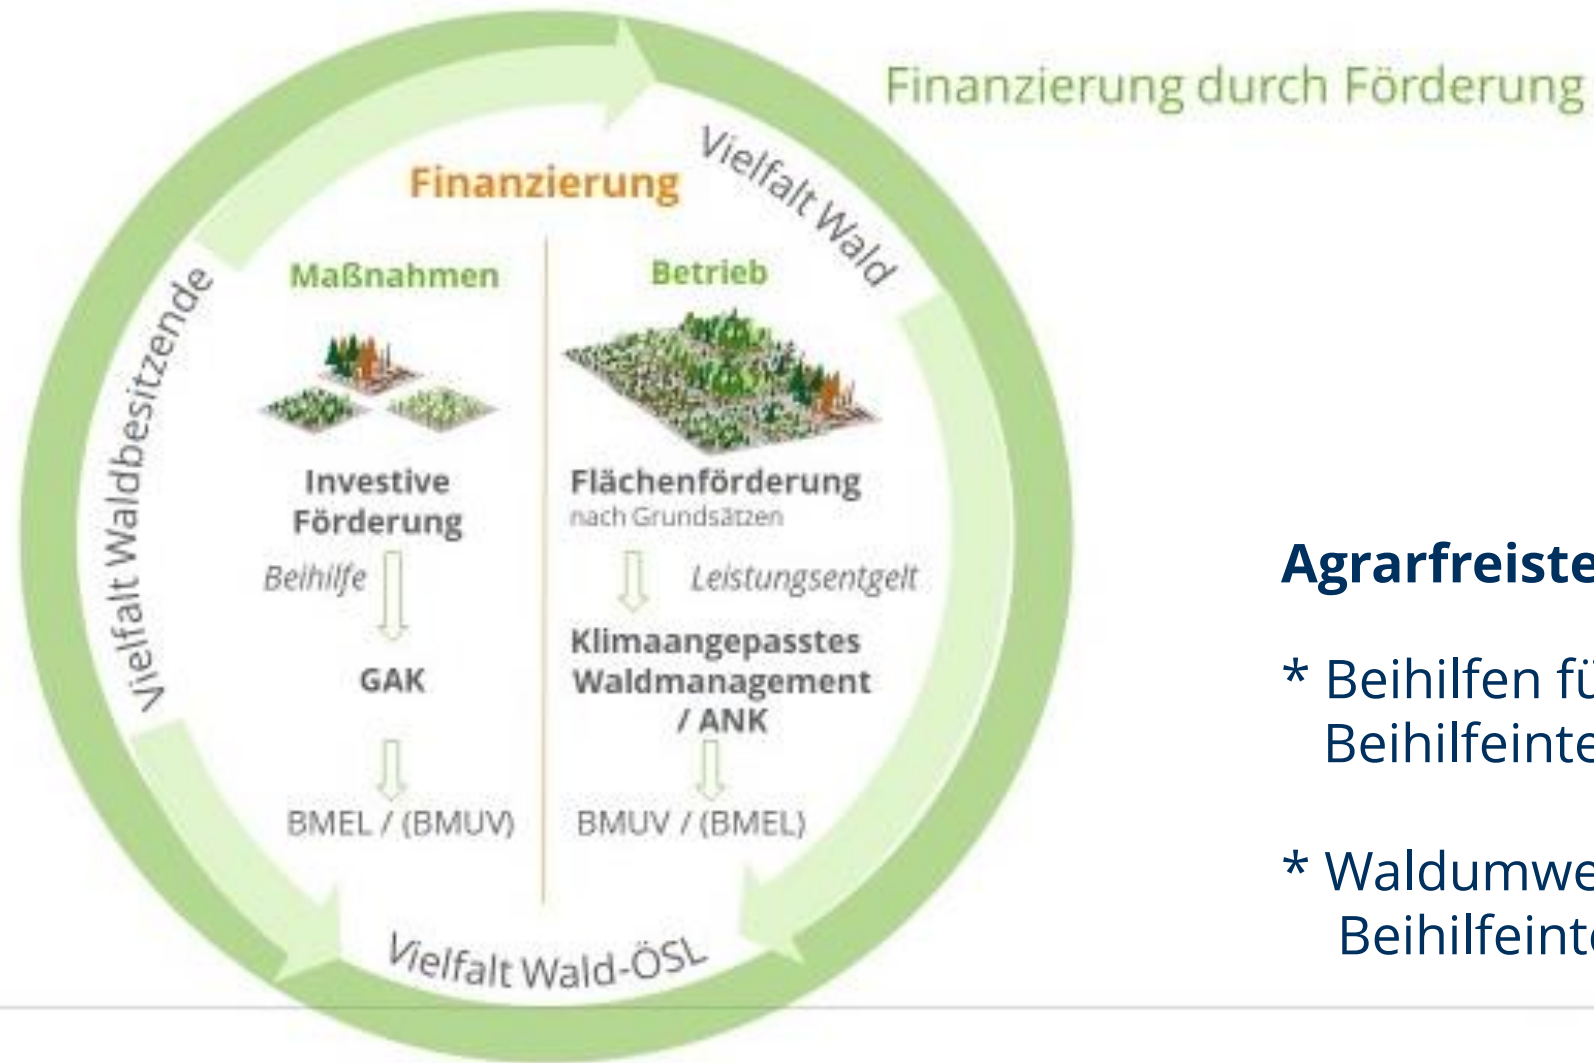 Finanzierung durch Förderung
Vielfalt Wald
Finanzierung
Vielfalt Waldbesitzende
Maßnahmen
Betrieb
Investive
Förderung
Flächenförderung
nach Grundsätzen
Beihilfe
Leistungsentgelt
GAK
Klimaangepasstes
Waldmanagement
/ ANK
BMEL / (BMUV)
BMUV / (BMEL)
Vielfalt Wald-ÖSL
Agrarfreiste
* Beihilfen fü
Beihilfeinte
* Waldumwe
Beihilfeinte